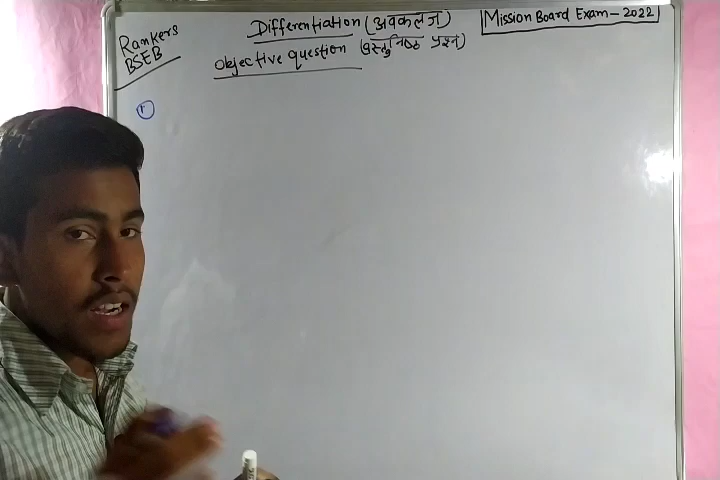 Rankers
BSEB
Differentiation (अवकलज)
Mission Board Exam - 2022
Objective question (वस्तुनिष्ठ प्रश्न)
1